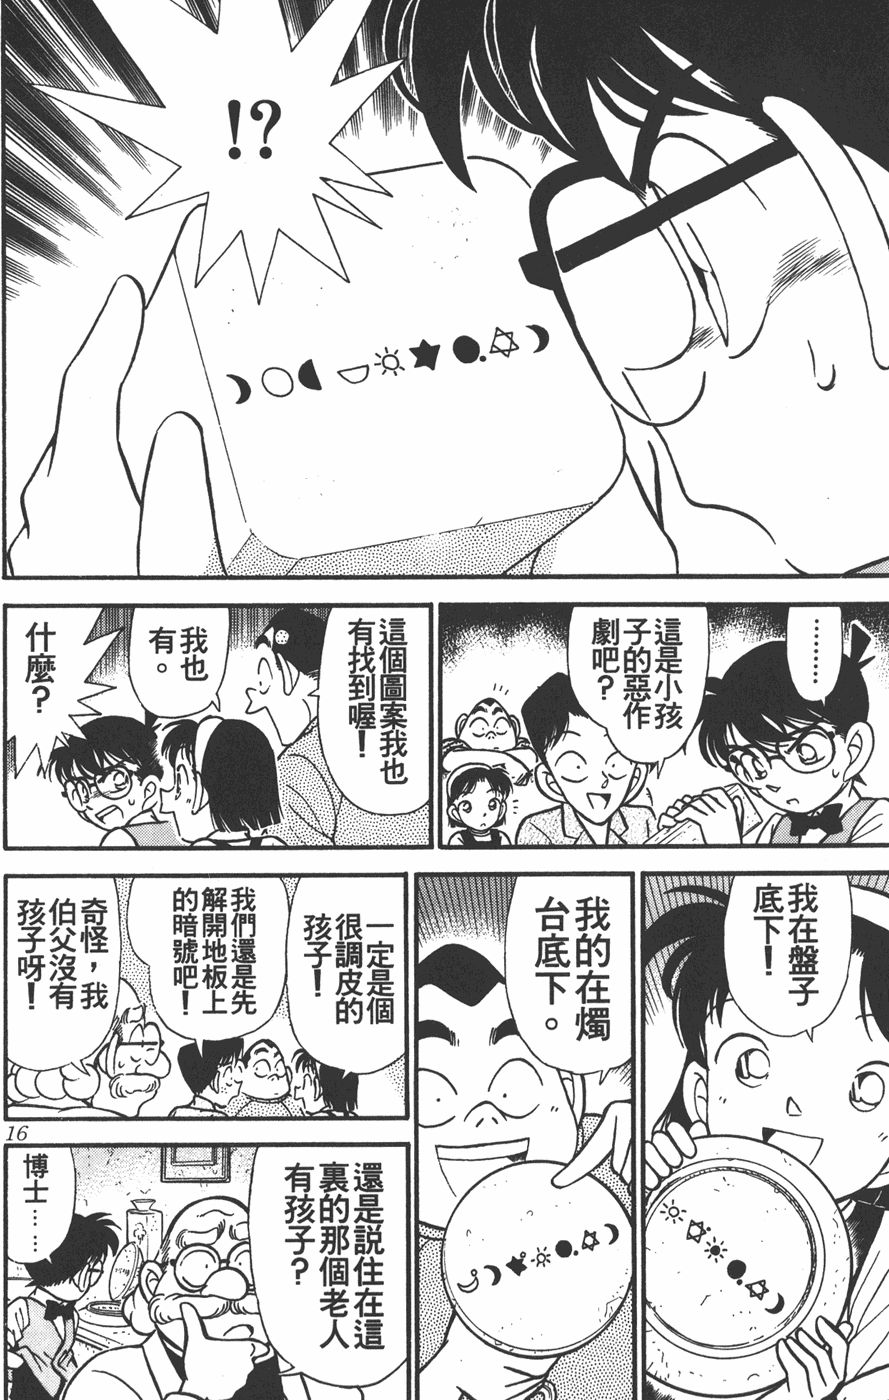 !?
………
這是小孩
子的惡作
劇吧？
這個圖案我也
有找到喔！
我也
有。
什麼？
我在盤子
底下！
我的在燭
台底下。
一定是個
很調皮的
孩子！
我們還是先
解開地板上
的暗號吧！
奇怪，我
伯父沒有
孩子呀！
還是説住在這
裏的那個老人
有孩子？
博士……
16